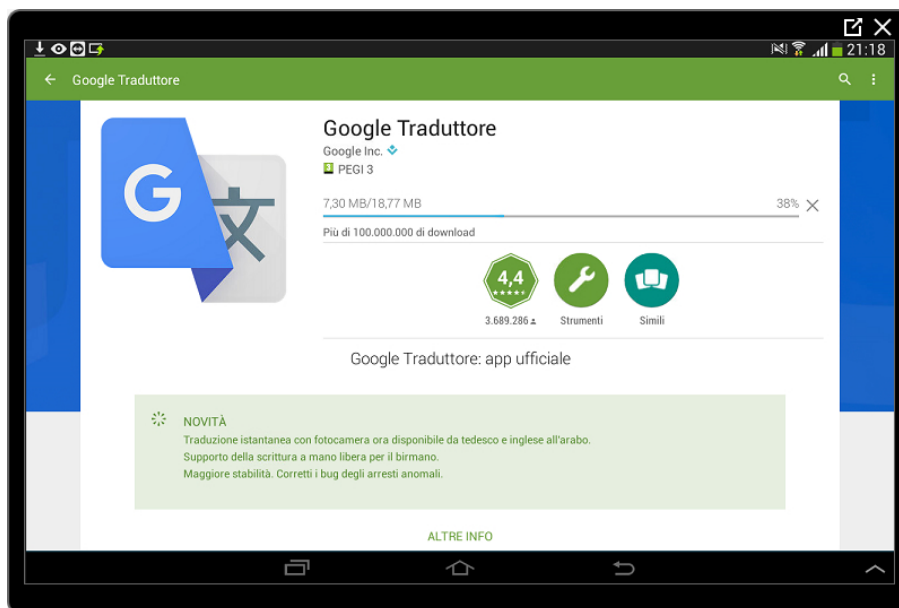 21:18
Google Traduttore
Google Traduttore
Google Inc.
3 PEGI 3
7,30 MB/18,77 MB 38%
Più di 100.000.000 di download
4,4
3.689.286 Strumenti Simili
Google Traduttore: app ufficiale
NOVITÀ
Traduzione istantanea con fotocamera ora disponibile da tedesco e inglese all'arabo.
Supporto della scrittura a mano libera per il birmano.
Maggiore stabilità. Corretti i bug degli arresti anomali.
ALTRE INFO
G 文